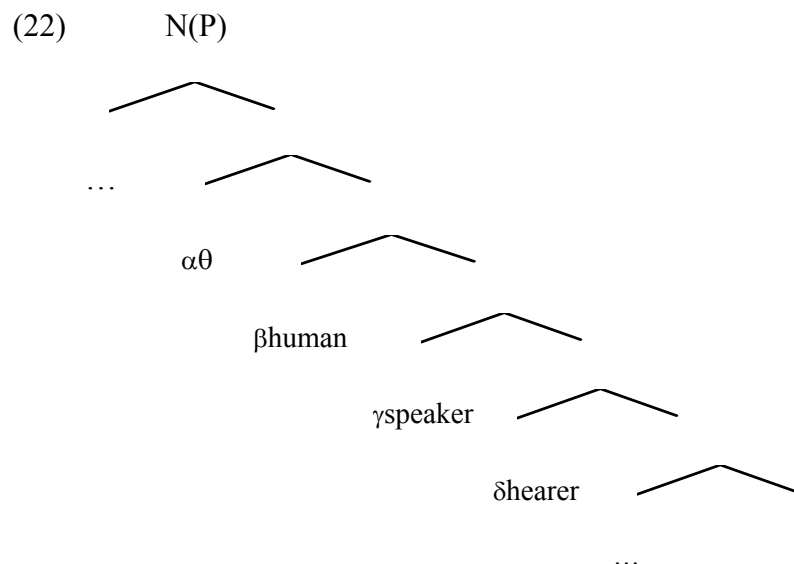 (22) N(P)
…
αθ
βhuman
γspeaker
δhearer
…